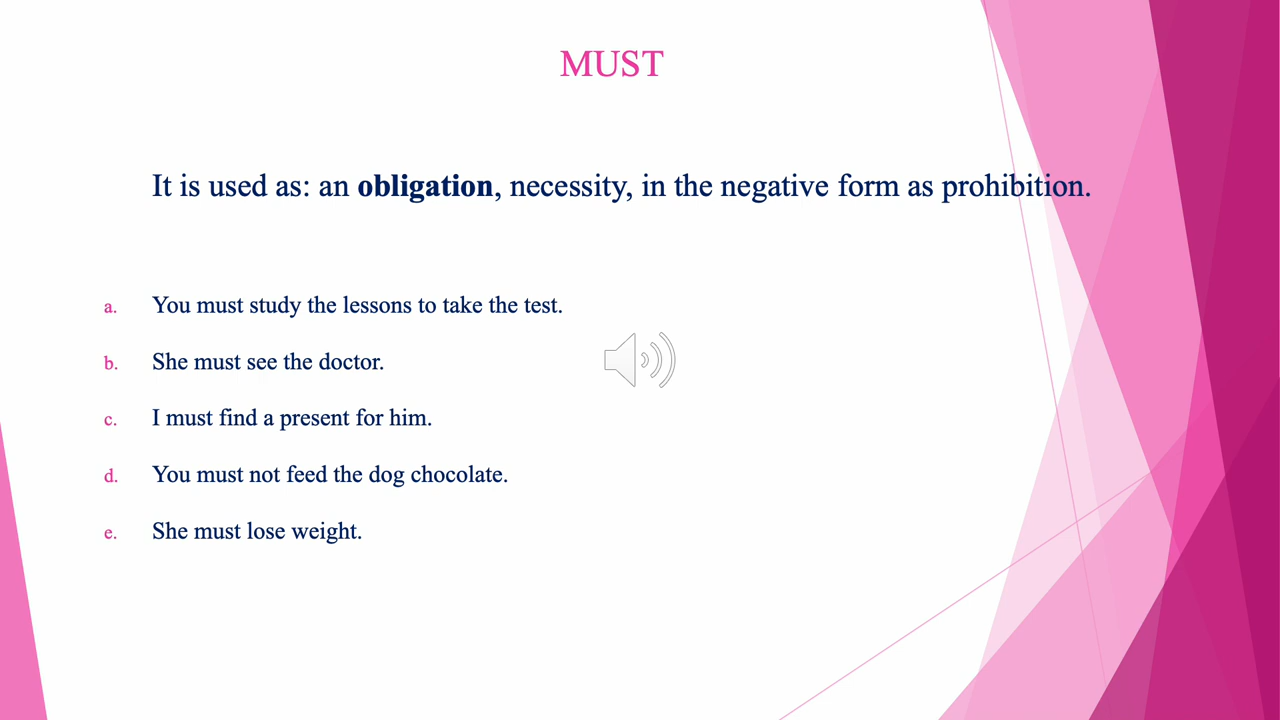 MUST
It is used as: an obligation, necessity, in the negative form as prohibition.
a. You must study the lessons to take the test.
b. She must see the doctor.
c. I must find a present for him.
d. You must not feed the dog chocolate.
e. She must lose weight.